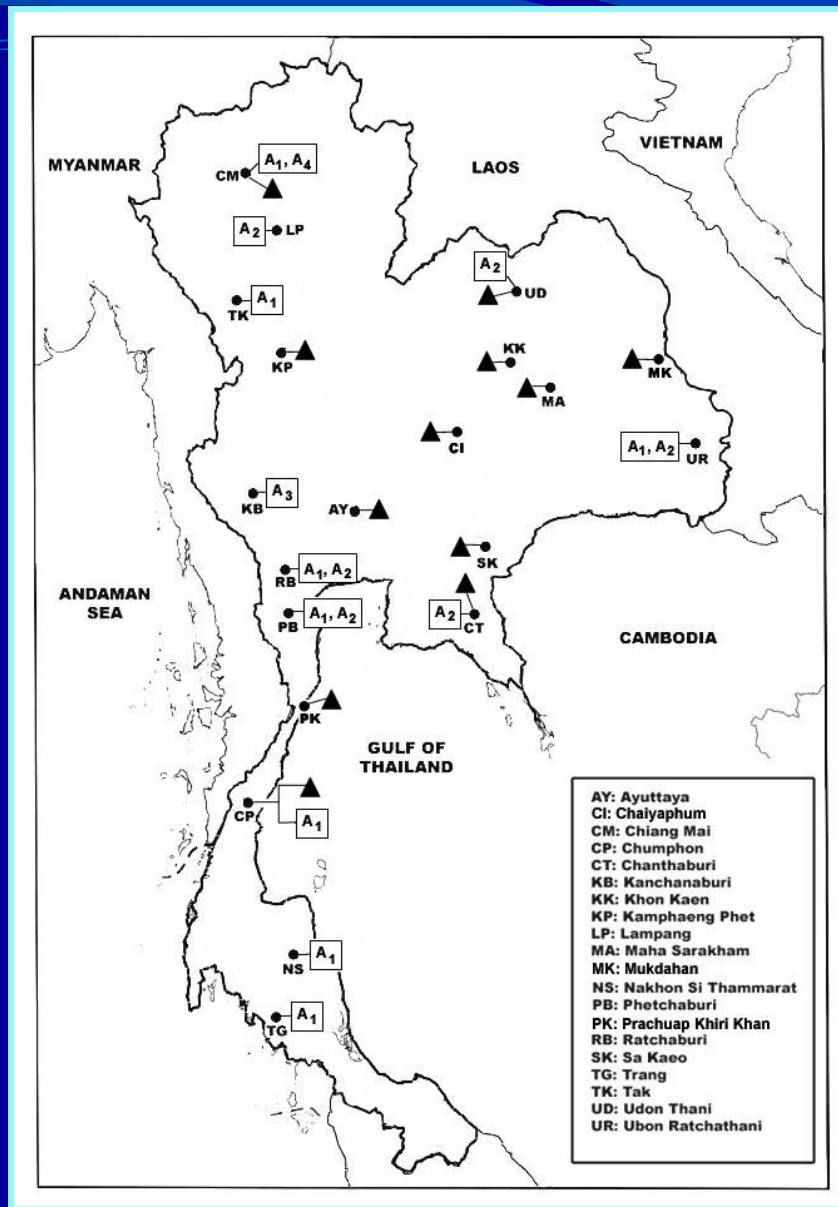 MYANMAR
VIETNAM
LAOS
A₁, A₄
CM
A₂
LP
A₂
UD
A₁
TK
KP
KK
MK
MA
CI
A₁, A₂
UR
A₃
KB
AY
SK
A₁, A₂
RB
ANDAMAN
SEA
A₁, A₂
PB
A₂
CT
CAMBODIA
PK
GULF OF
THAILAND
CP
A₁
A₁
NS
A₁
TG
AY: Ayuttaya
CI: Chaiyaphum
CM: Chiang Mai
CP: Chumphon
CT: Chanthaburi
KB: Kanchanaburi
KK: Khon Kaen
KP: Kamphaeng Phet
LP: Lampang
MA: Maha Sarakham
MK: Mukdahan
NS: Nakhon Si Thammarat
PB: Phetchaburi
PK: Prachuap Khiri Khan
RB: Ratchaburi
SK: Sa Kaeo
TG: Trang
TK: Tak
UD: Udon Thani
UR: Ubon Ratchathani